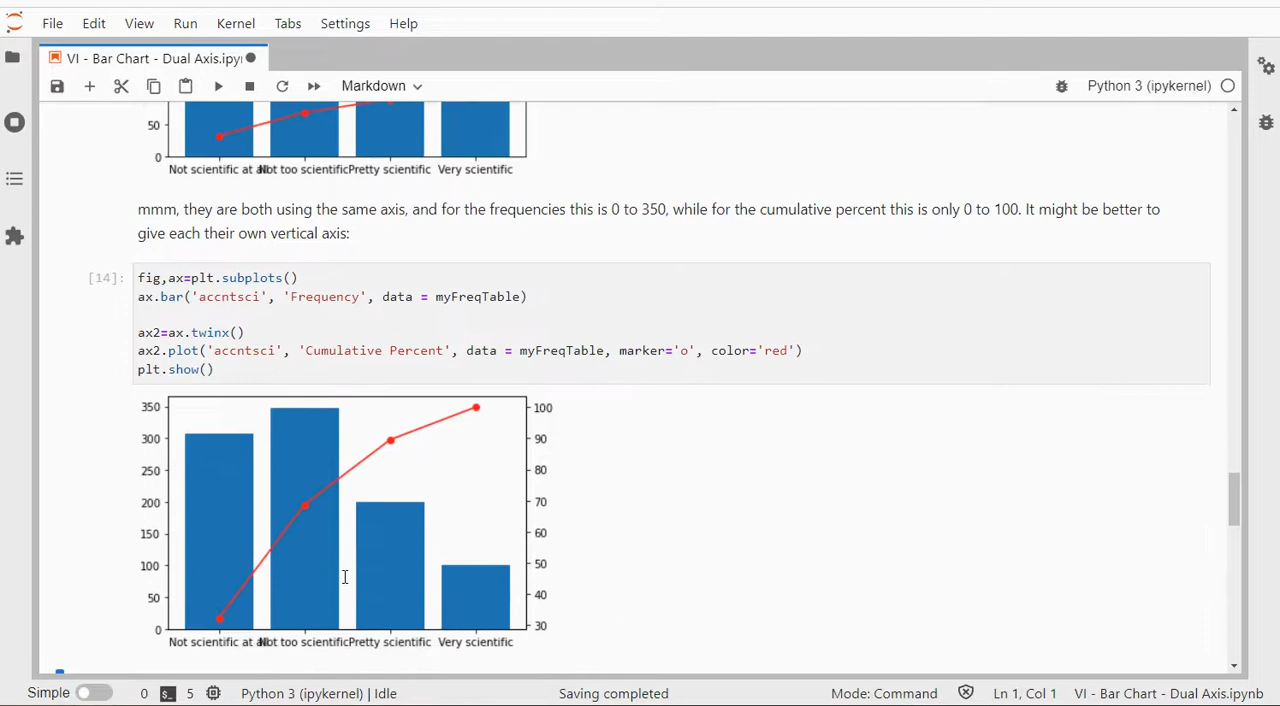 File Edit View Run Kernel Tabs Settings Help
VI - Bar Chart - Dual Axis.ipyn
Markdown
Python 3 (ipykernel)
50
0
Not scientific at all Not too scientific Pretty scientific Very scientific
mmm, they are both using the same axis, and for the frequencies this is 0 to 350, while for the cumulative percent this is only 0 to 100. It might be better to
give each their own vertical axis:
[14]:
fig,ax=plt.subplots()
ax.bar('accntsci', 'Frequency', data = myFreqTable)
ax2=ax.twinx()
ax2.plot('accntsci', 'Cumulative Percent', data = myFreqTable, marker='o', color='red')
plt.show()
350 100
300 90
250 80
200 70
150 60
100 50
50 40
0 30
Not scientific at all Not too scientific Pretty scientific Very scientific
Simple 0 5 Python 3 (ipykernel) | Idle Saving completed Mode: Command Ln 1, Col 1 VI - Bar Chart - Dual Axis.ipynb